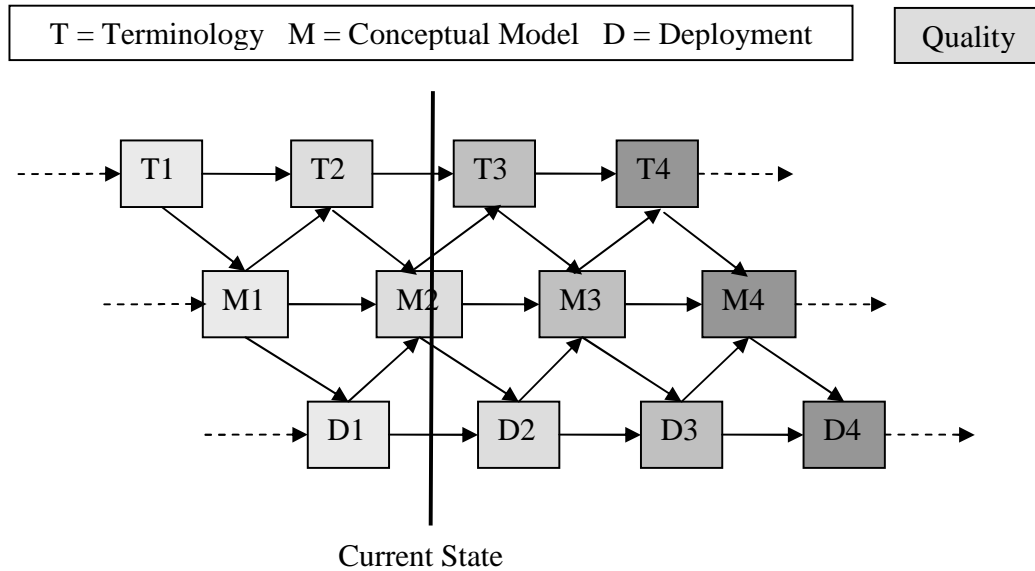 T = Terminology M = Conceptual Model D = Deployment
Quality
T1 T2 T3 T4
M1 M2 M3 M4
D1 D2 D3 D4
Current State